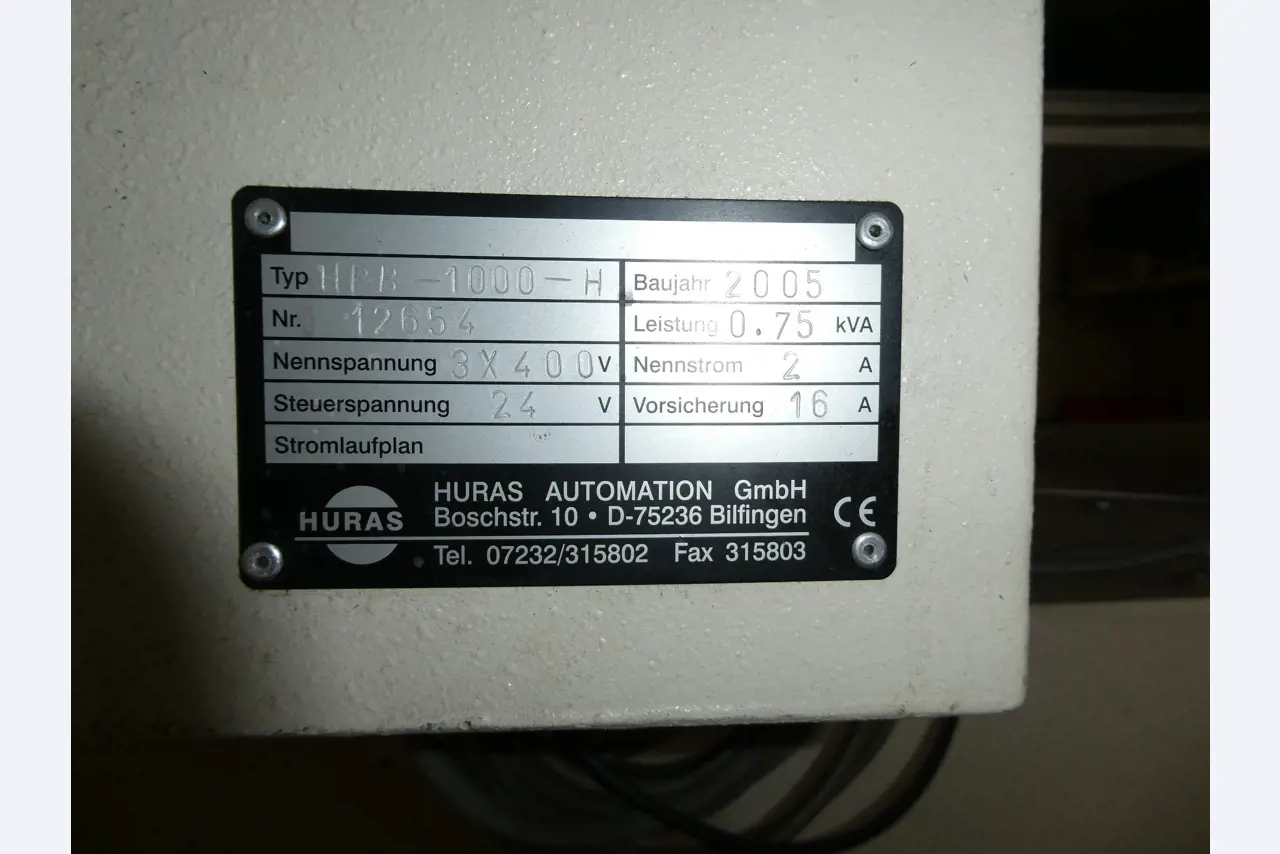 Typ HPB-1000-H Baujahr 2005
Nr. 12654 Leistung 0.75 kVA
Nennspannung 3X400 V Nennstrom 2 A
Steuerspannung 24 V Vorsicherung 16 A
Stromlaufplan
HURAS AUTOMATION GmbH
HURAS Boschstr. 10 • D-75236 Bilfingen CE
Tel. 07232/315802 Fax 315803